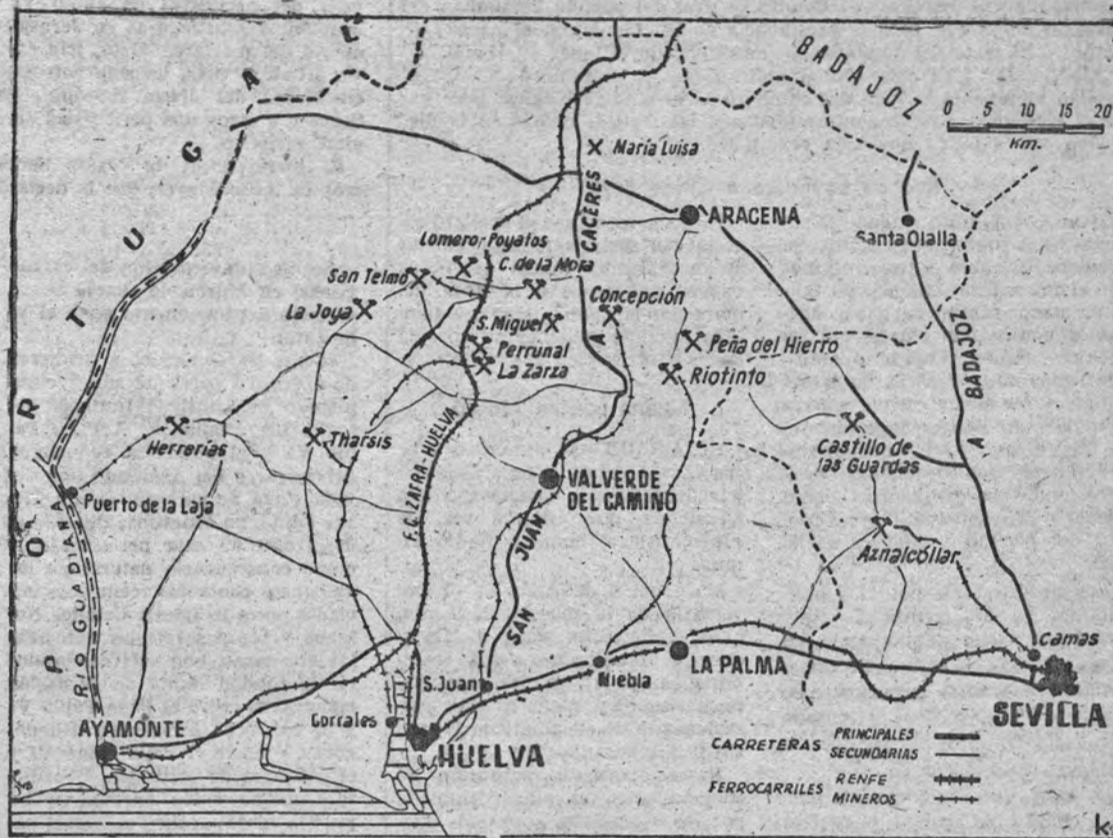 PORTUGAL
BADAJOZ
0 5 10 15 20
Km.
María Luisa
ARACENA
Santa Olalla
Lomero Poyatos
C. de la Mora
San Telmo
La Joya
S. Miguel
Concepción
Perrunal
La Zarza
Peña del Hierro
Riotinto
Herrerías
Tharsis
Castillo de
las Guardas
Puerto de la Laja
VALVERDE
DEL CAMINO
Aznalcóllar
F.C. ZAFRA-HUELVA
SAN JUAN A CACERES
A BADAJOZ
RIO GUADIANA
Camas
SEVILLA
LA PALMA
Niebla
S. Juan
Corrales
HUELVA
AYAMONTE
CARRETERAS PRINCIPALES
SECUNDARIAS
FERROCARRILES RENFE
MINEROS